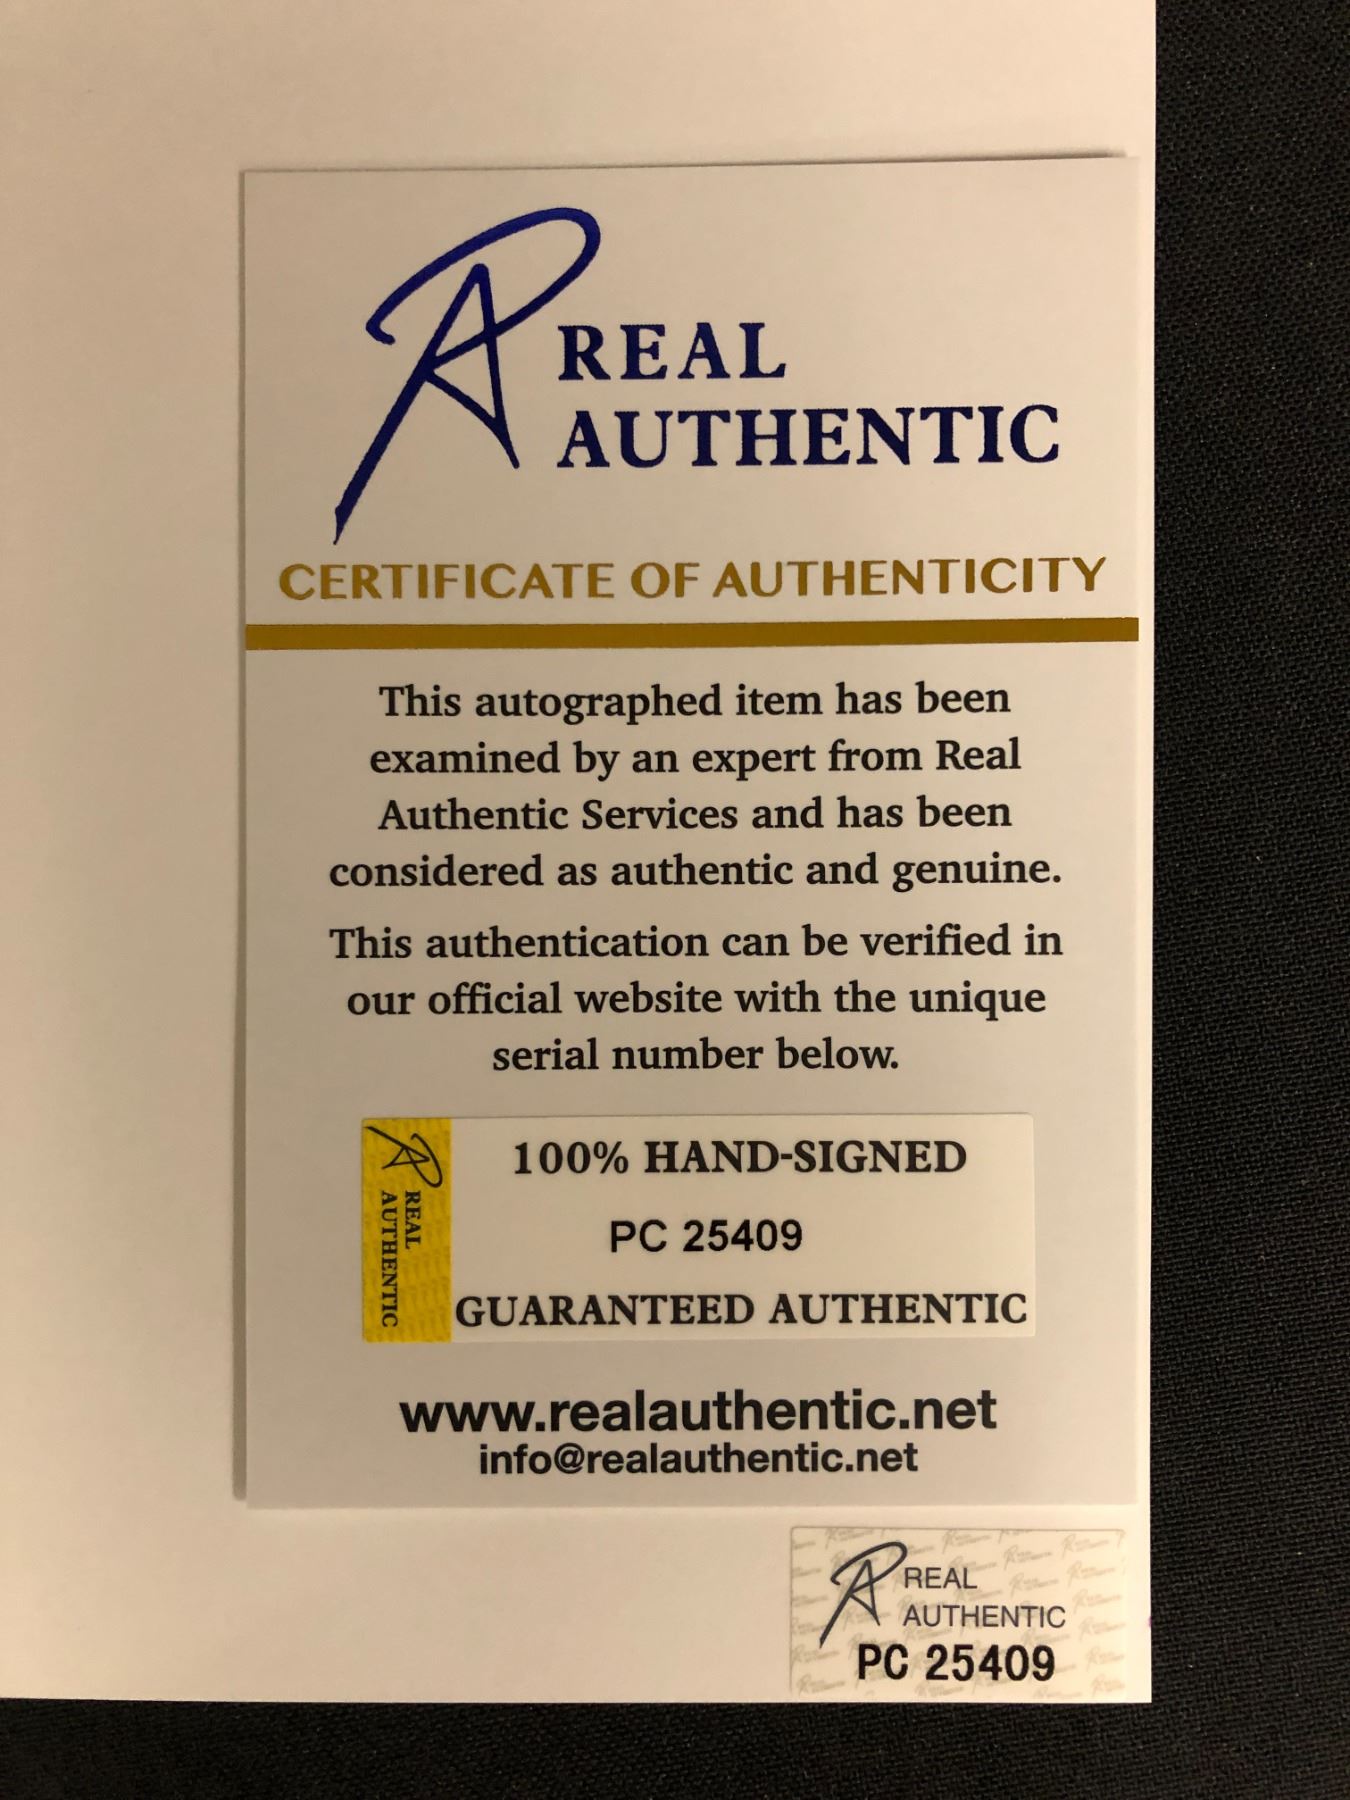 REAL
AUTHENTIC
CERTIFICATE OF AUTHENTICITY
This autographed item has been
examined by an expert from Real
Authentic Services and has been
considered as authentic and genuine.
This authentication can be verified in
our official website with the unique
serial number below.
REAL
AUTHENTIC
100% HAND-SIGNED
PC 25409
GUARANTEED AUTHENTIC
www.realauthentic.net
info@realauthentic.net
REAL
AUTHENTIC
PC 25409